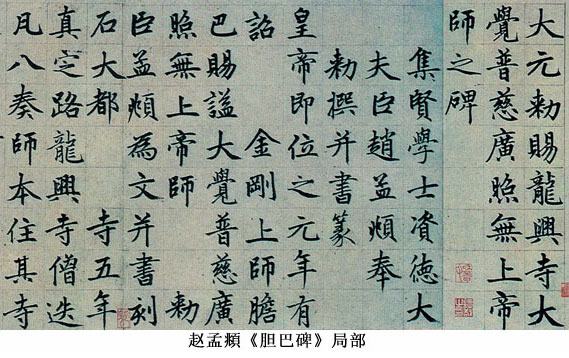 大元勅賜龍興寺大
覺普慈廣照無上帝
師之碑
集賢學士資德大
夫臣趙孟頫奉
勅撰并書篆
皇帝即位之元年有
詔 金剛上師膽
巴賜謚大覺普慈廣
照無上帝師 勅
臣孟頫為文并書刻
石大都 寺五年
真定路龍興寺僧迭
凡八奏師本住其寺
赵孟頫《胆巴碑》局部